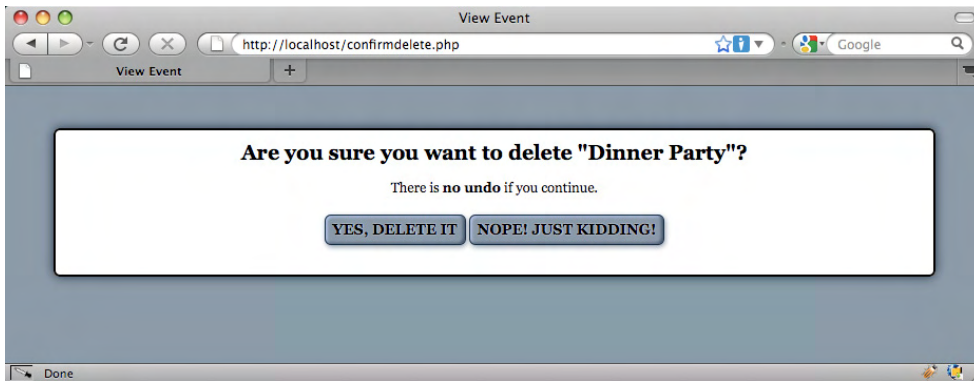 View Event
http://localhost/confirmdelete.php
Google
View Event
Are you sure you want to delete "Dinner Party"?
There is no undo if you continue.
YES, DELETE IT NOPE! JUST KIDDING!
Done